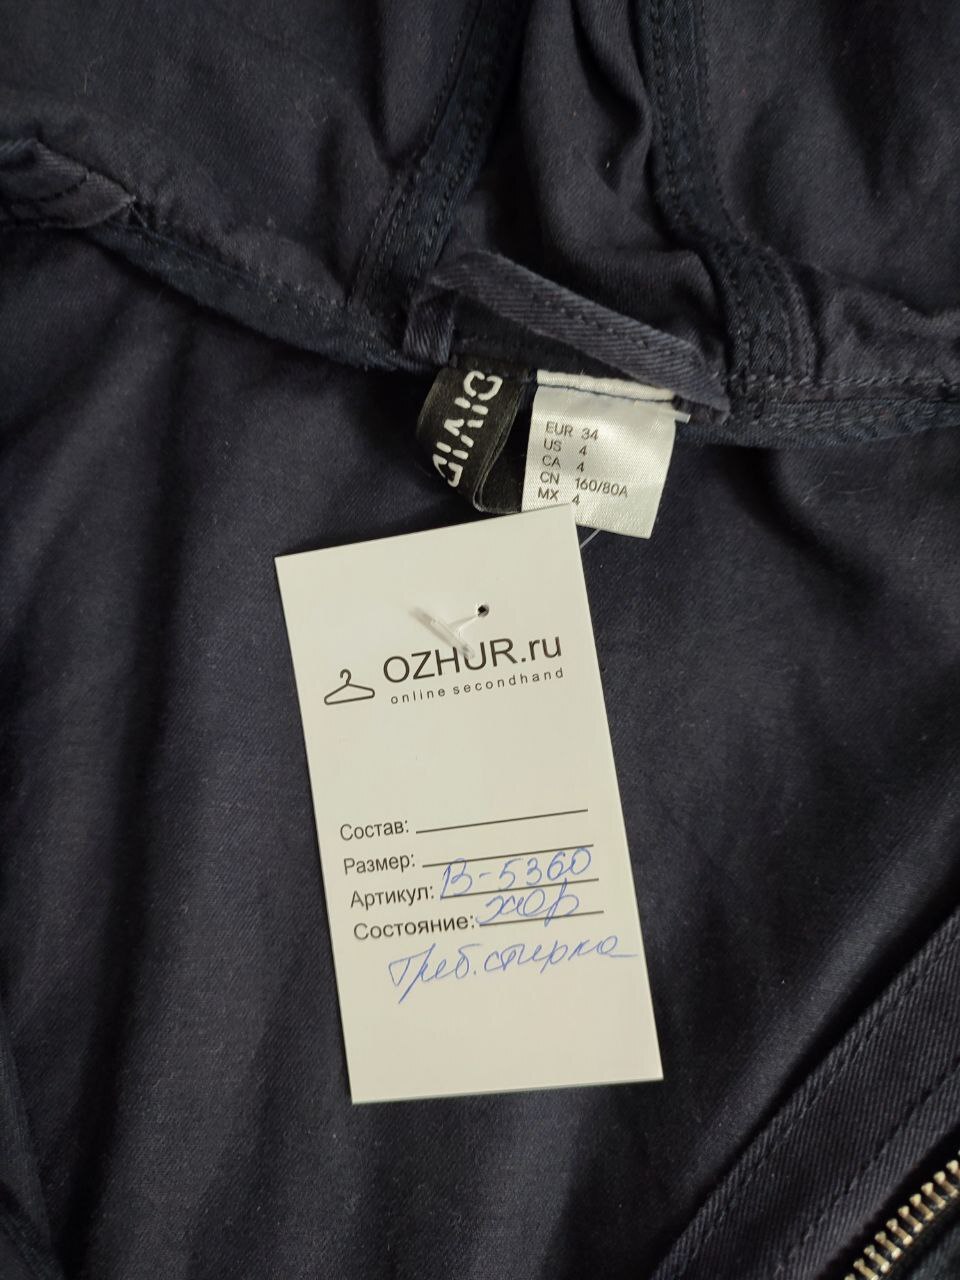 DIVID
EUR 34
US 4
CA 4
CN 160/80A
MX 4
OZHUR.ru
online secondhand
Состав:
Размер:
Артикул: В-5360
Состояние: хор
Треб. стирка